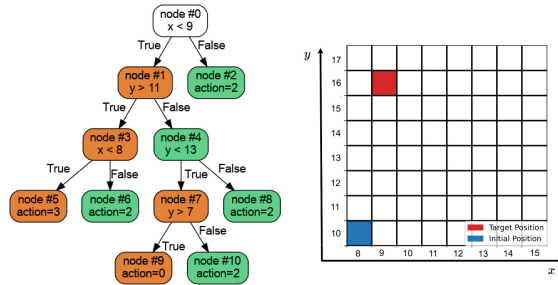 node #0
x < 9
True
False
node #1
y > 11
node #2
action=2
True
False
node #3
x < 8
node #4
y < 13
True
False
True
False
node #5
action=3
node #6
action=2
node #7
y > 7
node #8
action=2
True
False
node #9
action=0
node #10
action=2
y
17
16
15
14
13
12
11
10
Target Position
Initial Position
8 9 10 11 12 13 14 15
x